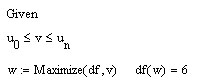 Given
u₀ ≤ v ≤ uₙ
w := Maximize(df, v) df(w) = 6